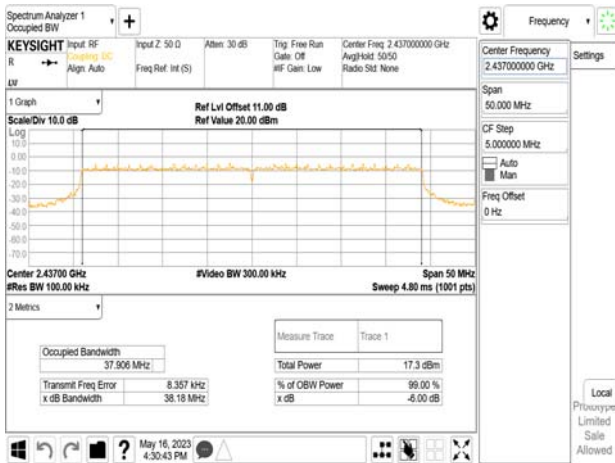 Spectrum Analyzer 1
Occupied BW
+
Frequency
KEYSIGHT
R
Input: RF
Coupling: DC
Align: Auto
Input Z: 50 Ω
Freq Ref: Int (S)
Atten: 30 dB
Trig: Free Run
Gate: Off
#IF Gain: Low
Center Freq: 2.437000000 GHz
Avg|Hold: 50/50
Radio Std: None
Center Frequency
2.437000000 GHz
Settings
Span
50.000 MHz
CF Step
5.000000 MHz
Auto
Man
Freq Offset
0 Hz
1 Graph
Scale/Div 10.0 dB
Ref Lvl Offset 11.00 dB
Ref Value 20.00 dBm
Log
10.0
0.00
-10.0
-20.0
-30.0
-40.0
-50.0
-60.0
-70.0
Center 2.43700 GHz
#Res BW 100.00 kHz
#Video BW 300.00 kHz
Span 50 MHz
Sweep 4.80 ms (1001 pts)
2 Metrics
Measure Trace
Trace 1
Occupied Bandwidth
37.906 MHz
Total Power
17.3 dBm
Transmit Freq Error
8.357 kHz
% of OBW Power
99.00 %
x dB Bandwidth
38.18 MHz
x dB
-6.00 dB
Local
Prototype
Limited
Sale
Allowed
?
May 16, 2023
4:30:43 PM